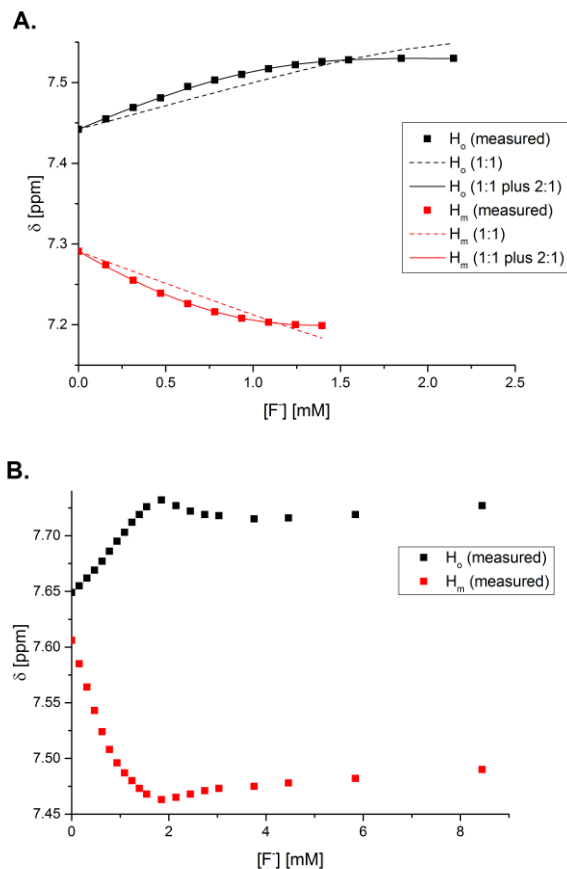 A.
7.5
7.4
7.3
7.2
δ [ppm]
0.0 0.5 1.0 1.5 2.0 2.5
[F⁻] [mM]
Hₒ (measured)
Hₒ (1:1)
Hₒ (1:1 plus 2:1)
Hₘ (measured)
Hₘ (1:1)
Hₘ (1:1 plus 2:1)
B.
7.70
7.65
7.60
7.55
7.50
7.45
δ [ppm]
0 2 4 6 8
[F⁻] [mM]
Hₒ (measured)
Hₘ (measured)